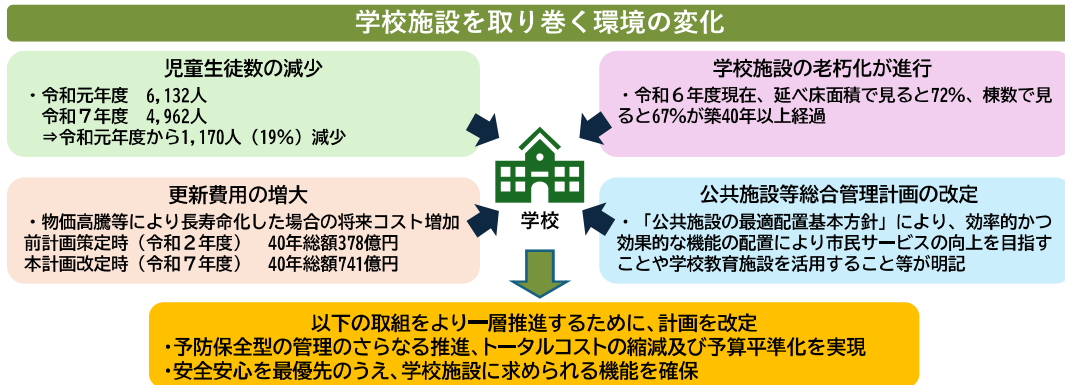 学校施設を取り巻く環境の変化
児童生徒数の減少
・令和元年度　6,132人
令和７年度　4,962人
⇒令和元年度から1,170人（19%）減少
学校施設の老朽化が進行
・令和６年度現在、延べ床面積で見ると72%、棟数で見
ると67%が築40年以上経過
更新費用の増大
・物価高騰等により長寿命化した場合の将来コスト増加
前計画策定時（令和２年度）　40年総額378億円
本計画改定時（令和７年度）　40年総額741億円
学校
公共施設等総合管理計画の改定
・「公共施設の最適配置基本方針」により、効率的かつ
効果的な機能の配置により市民サービスの向上を目指す
ことや学校教育施設を活用すること等が明記
以下の取組をより一層推進するために、計画を改定
・予防保全型の管理のさらなる推進、トータルコストの縮減及び予算平準化を実現
・安全安心を最優先のうえ、学校施設に求められる機能を確保